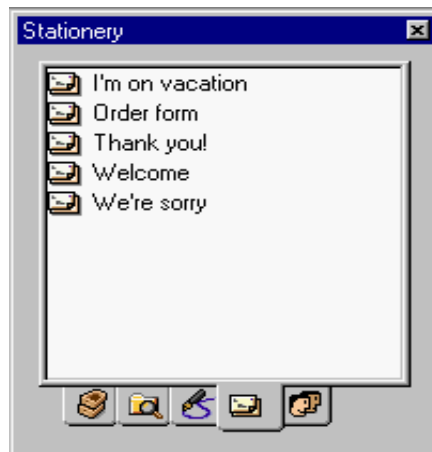 Stationery
I'm on vacation
Order form
Thank you!
Welcome
We're sorry